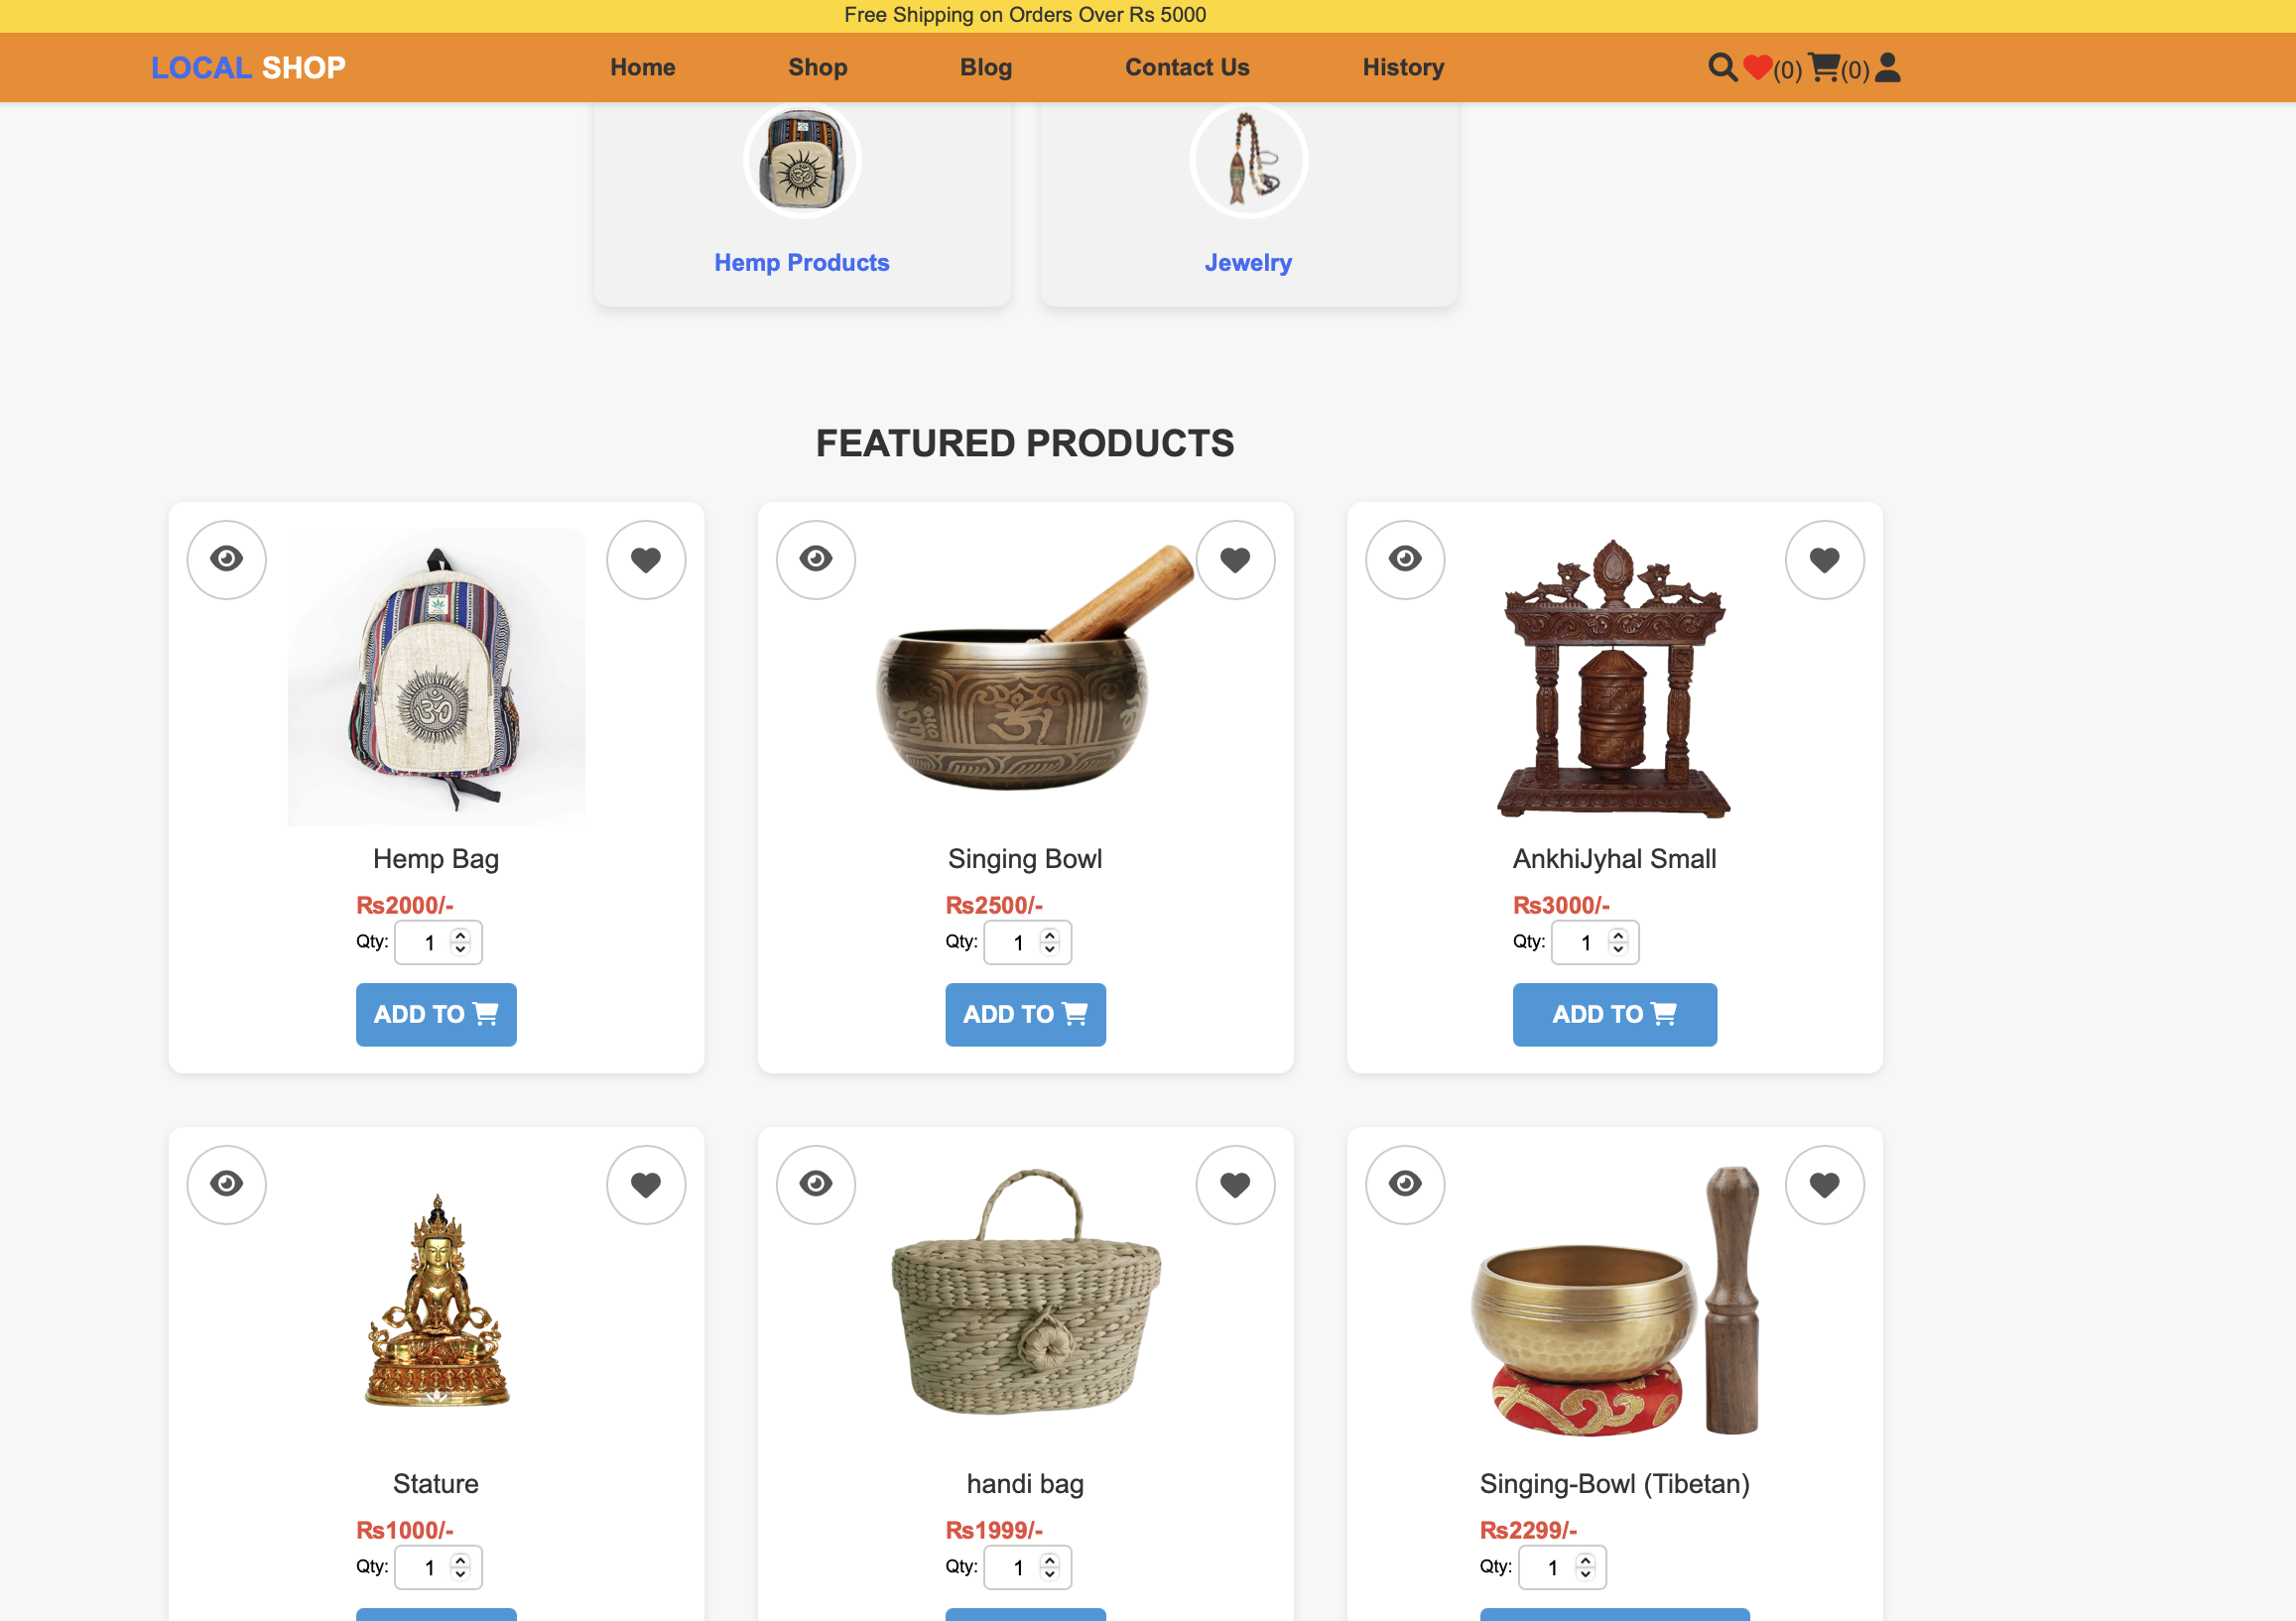 Free Shipping on Orders Over Rs 5000
LOCAL SHOP Home Shop Blog Contact Us History (0) (0)
Hemp Products Jewelry
FEATURED PRODUCTS
Hemp Bag Singing Bowl AnkhiJyhal Small
Rs2000/- Rs2500/- Rs3000/-
Qty: 1 Qty: 1 Qty: 1
ADD TO ADD TO ADD TO
Stature handi bag Singing-Bowl (Tibetan)
Rs1000/- Rs1999/- Rs2299/-
Qty: 1 Qty: 1 Qty: 1